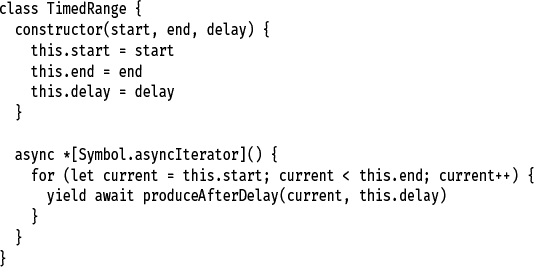 class TimedRange {
  constructor(start, end, delay) {
    this.start = start
    this.end = end
    this.delay = delay
  }

  async *[Symbol.asyncIterator]() {
    for (let current = this.start; current < this.end; current++) {
      yield await produceAfterDelay(current, this.delay)
    }
  }
}